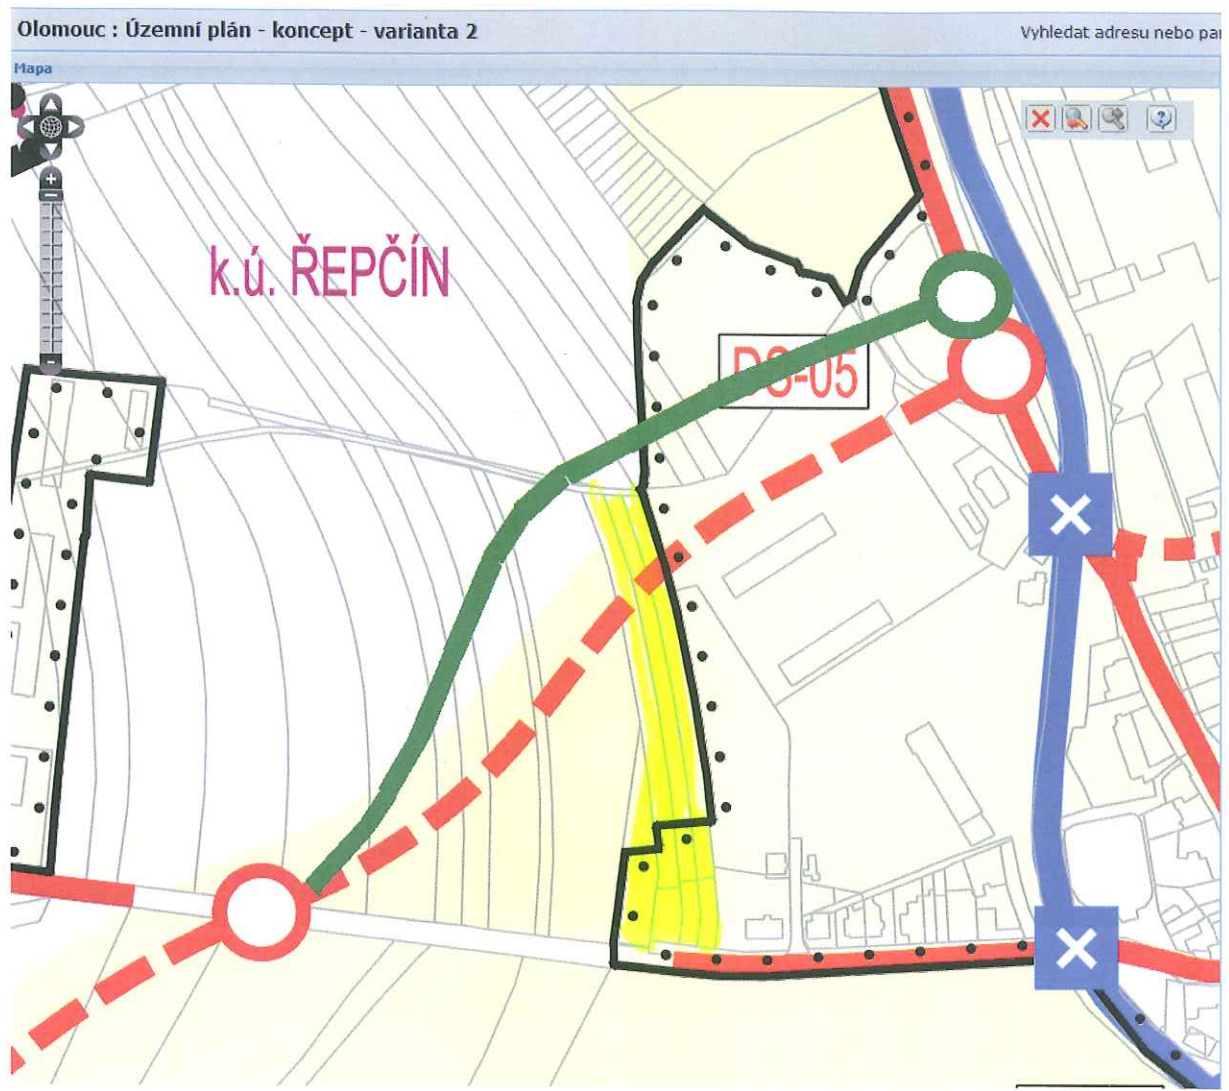 Olomouc : Územní plán - koncept - varianta 2
Vyhledat adresu nebo par
Mapa
k.ú. ŘEPČÍN
DS-05